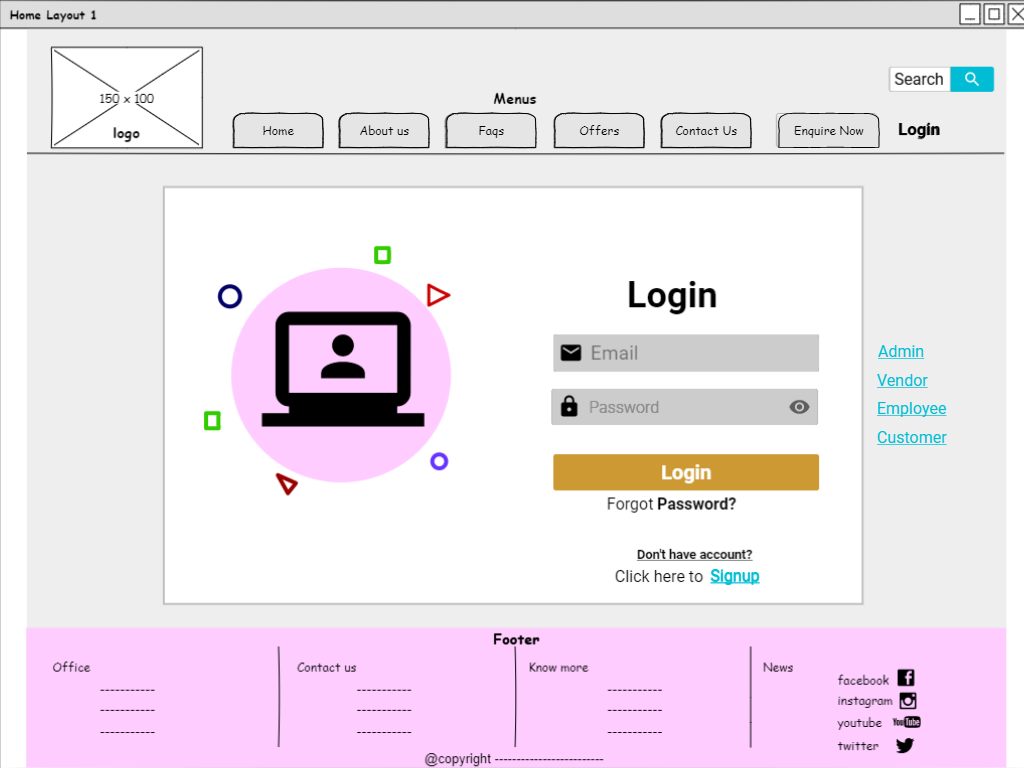 Home Layout 1
150 x 100
logo
Menus
Search
Home
About us
Faqs
Offers
Contact Us
Enquire Now
Login
Login
Email
Password
Login
Forgot Password?
Don't have account?
Click here to Signup
Admin
Vendor
Employee
Customer
Footer
Office
-----------
-----------
-----------
Contact us
-----------
-----------
-----------
Know more
-----------
-----------
-----------
News
facebook
instagram
youtube YouTube
twitter
@copyright -------------------------